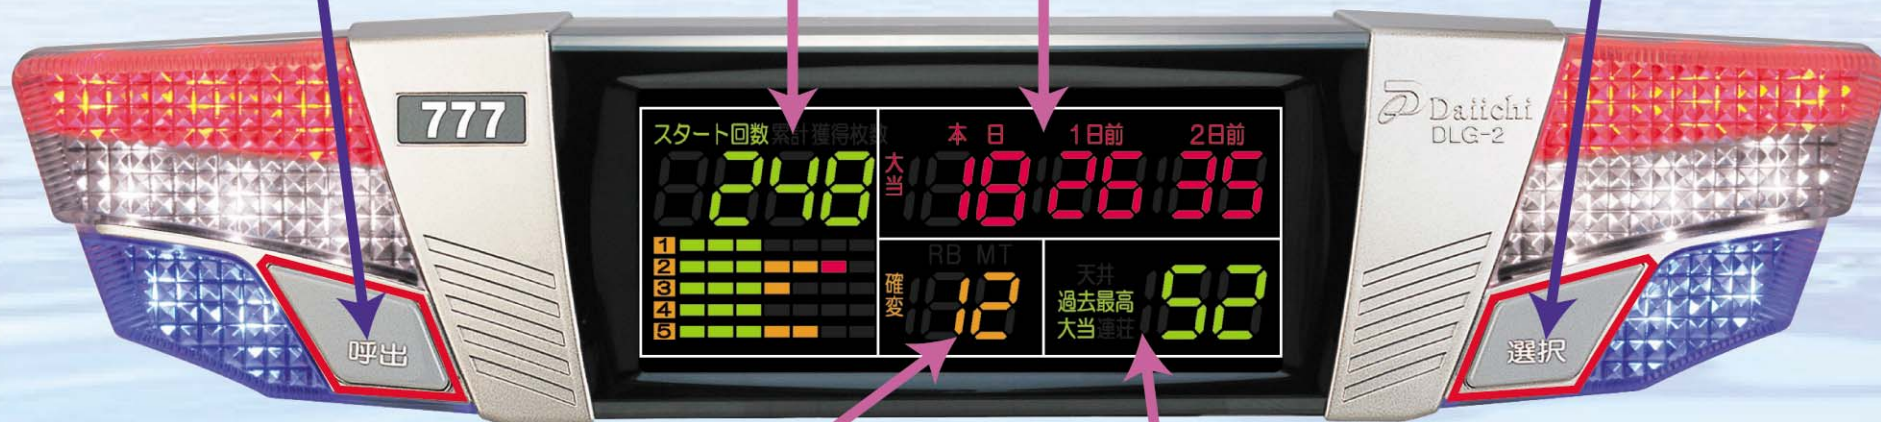 777
Daiichi
DLG-2
スタート回数 累計獲得枚数
248
本日 1日前 2日前
大当
18 26 35
1
2
3
4
5
RB MT
確変
12
天井
過去最高
大当連荘
52
呼出
選択